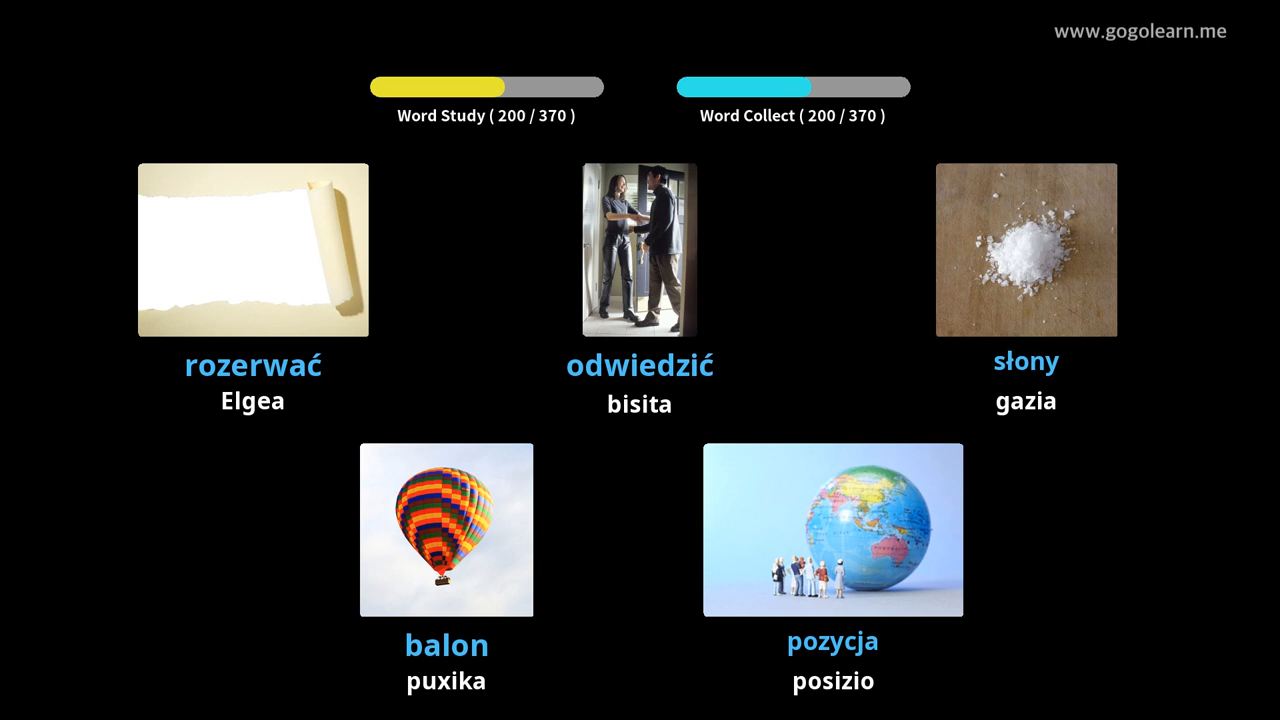 www.gogolearn.me
Word Study ( 200 / 370 )
Word Collect ( 200 / 370 )
rozerwać
Elgea
odwiedzić
bisita
słony
gazia
balon
puxika
pozycja
posizio